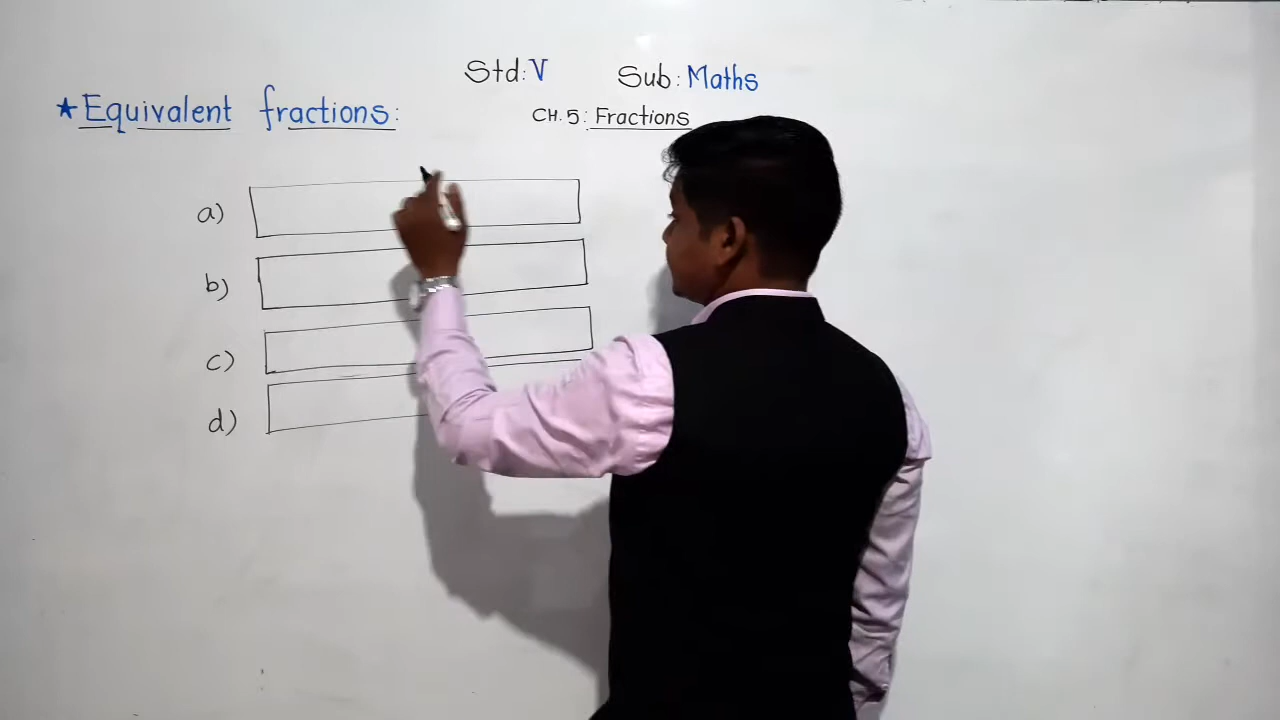 Std: V Sub: Maths
★ Equivalent fractions:
CH. 5: Fractions
a)
b)
c)
d)